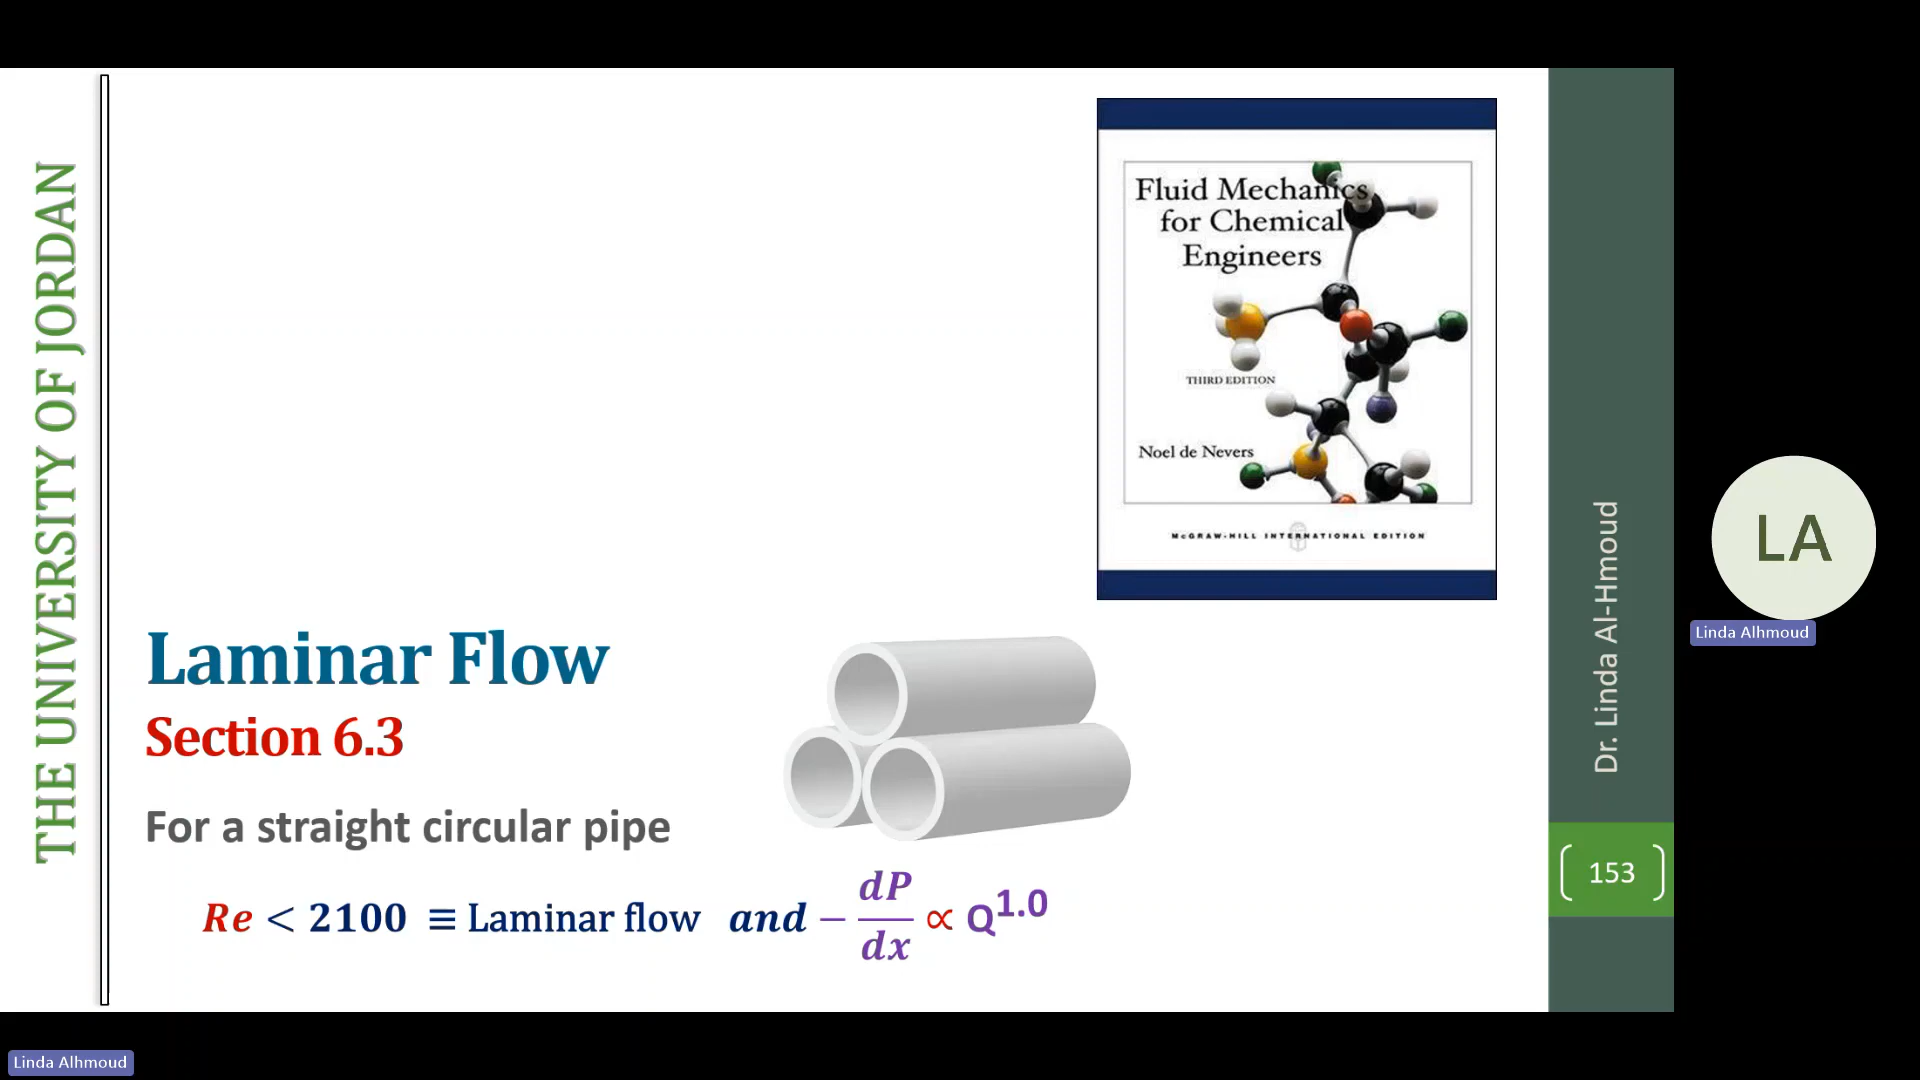 THE UNIVERSITY OF JORDAN
Fluid Mechanics
for Chemical
Engineers
THIRD EDITION
Noel de Nevers
McGRAW-HILL INTERNATIONAL EDITION
Laminar Flow
Section 6.3
For a straight circular pipe
Re < 2100 ≡ Laminar flow and − dP/dx ∝ Q^1.0
Dr. Linda Al-Hmoud
153
LA
Linda Alhmoud
Linda Alhmoud